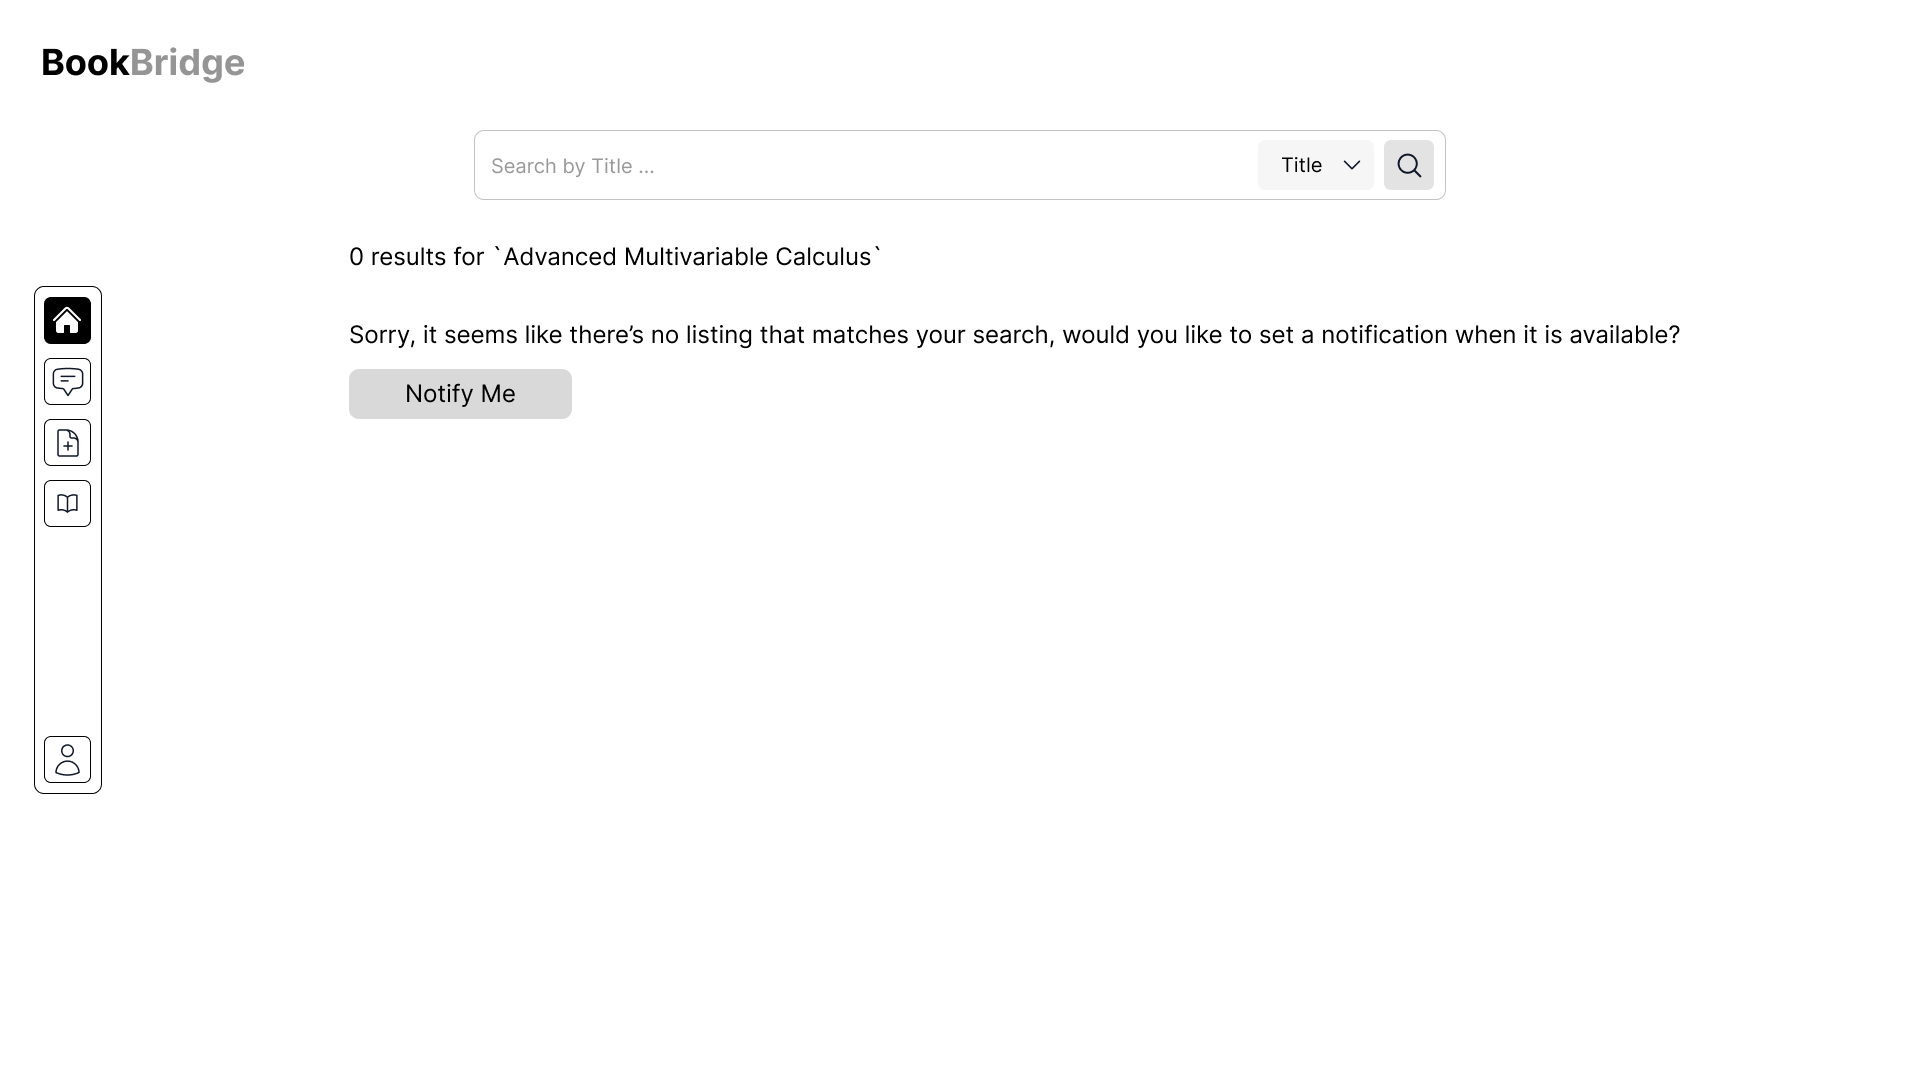 BookBridge
Search by Title ...
Title
0 results for `Advanced Multivariable Calculus`
Sorry, it seems like there’s no listing that matches your search, would you like to set a notification when it is available?
Notify Me